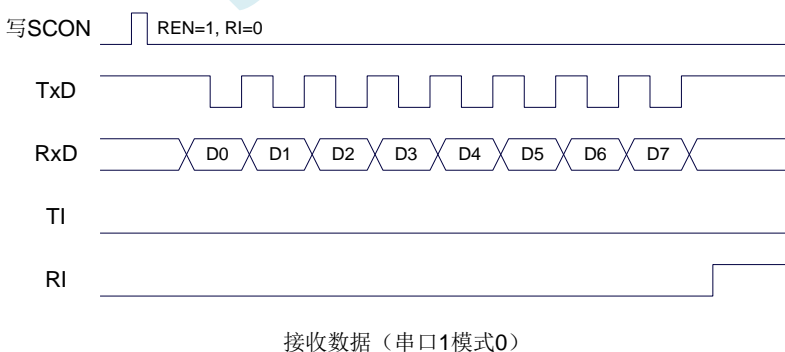 写SCON REN=1, RI=0
TxD
RxD D0 D1 D2 D3 D4 D5 D6 D7
TI
RI
接收数据（串口1模式0）